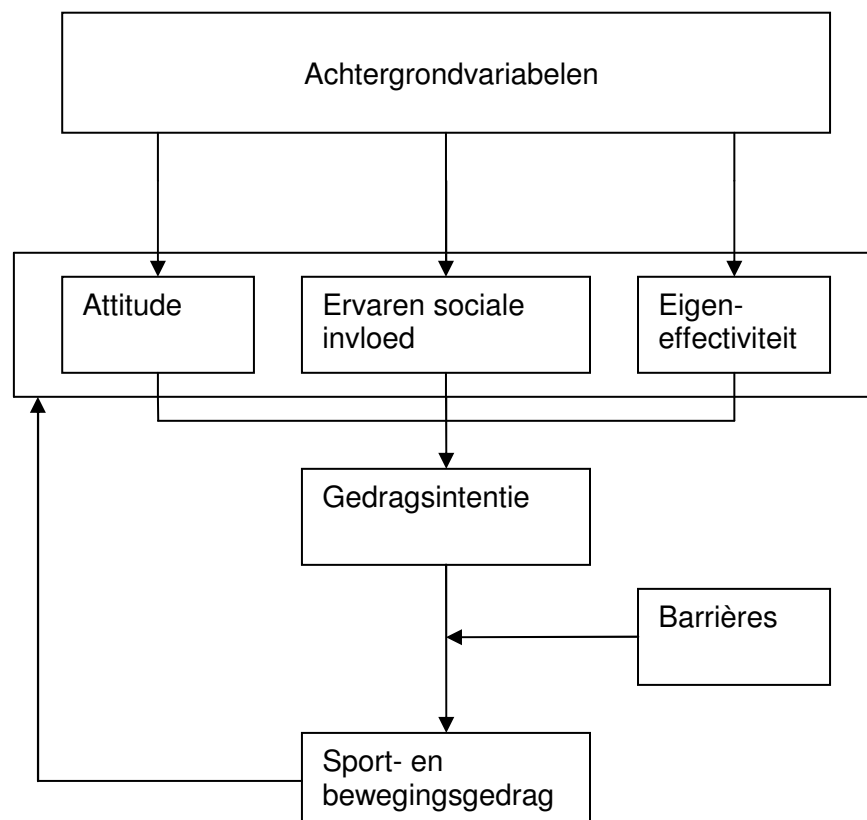 Achtergrondvariabelen
Attitude
Ervaren sociale
invloed
Eigen-
effectiviteit
Gedragsintentie
Barrières
Sport- en
bewegingsgedrag